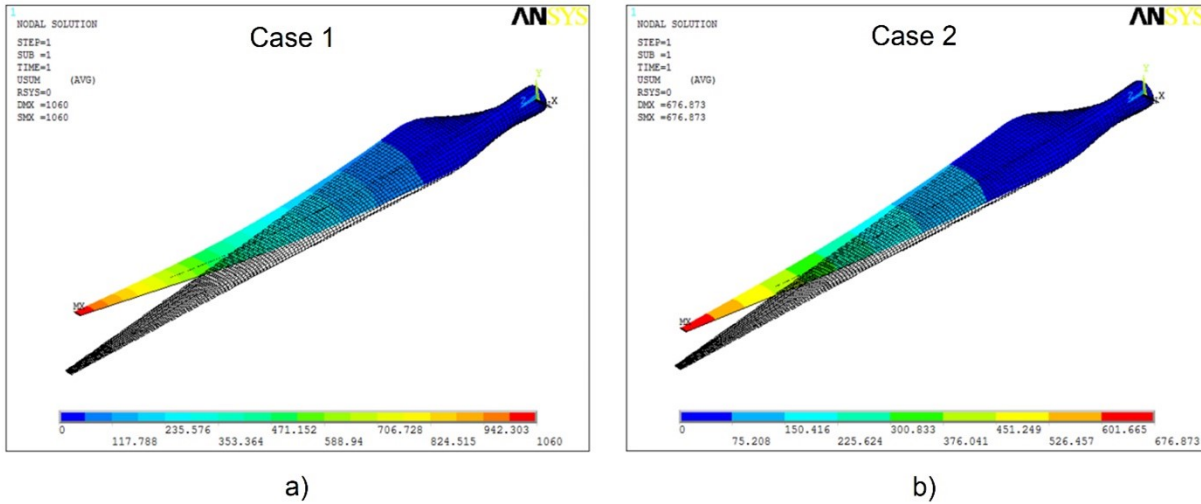 1
NODAL SOLUTION
STEP=1
SUB =1
TIME=1
USUM (AVG)
RSYS=0
DMX =1060
SMX =1060
Case 1
ANSYS
Y
Z
X
MX
0 235.576 471.152 706.728 942.303
117.788 353.364 588.94 824.515 1060
a)
1
NODAL SOLUTION
STEP=1
SUB =1
TIME=1
USUM (AVG)
RSYS=0
DMX =676.873
SMX =676.873
Case 2
ANSYS
Y
Z
X
MX
0 150.416 300.833 451.249 601.665
75.208 225.624 376.041 526.457 676.873
b)